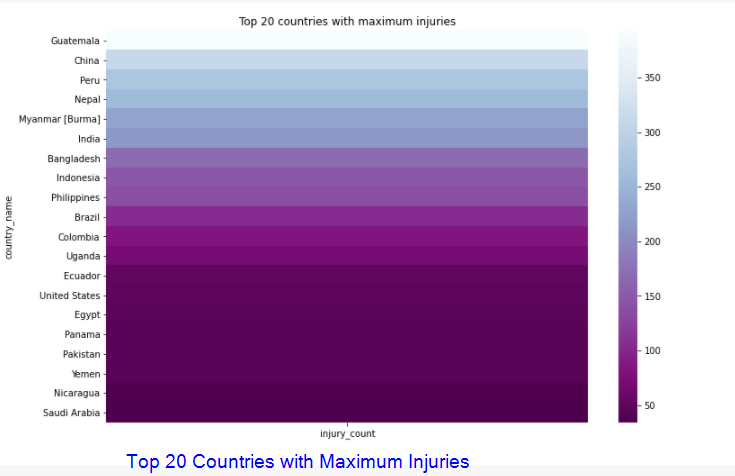 Top 20 countries with maximum injuries
Guatemala
China
Peru
Nepal
Myanmar [Burma]
India
Bangladesh
Indonesia
Philippines
Brazil
Colombia
Uganda
Ecuador
United States
Egypt
Panama
Pakistan
Yemen
Nicaragua
Saudi Arabia
country_name
injury_count
350
300
250
200
150
100
50
Top 20 Countries with Maximum Injuries